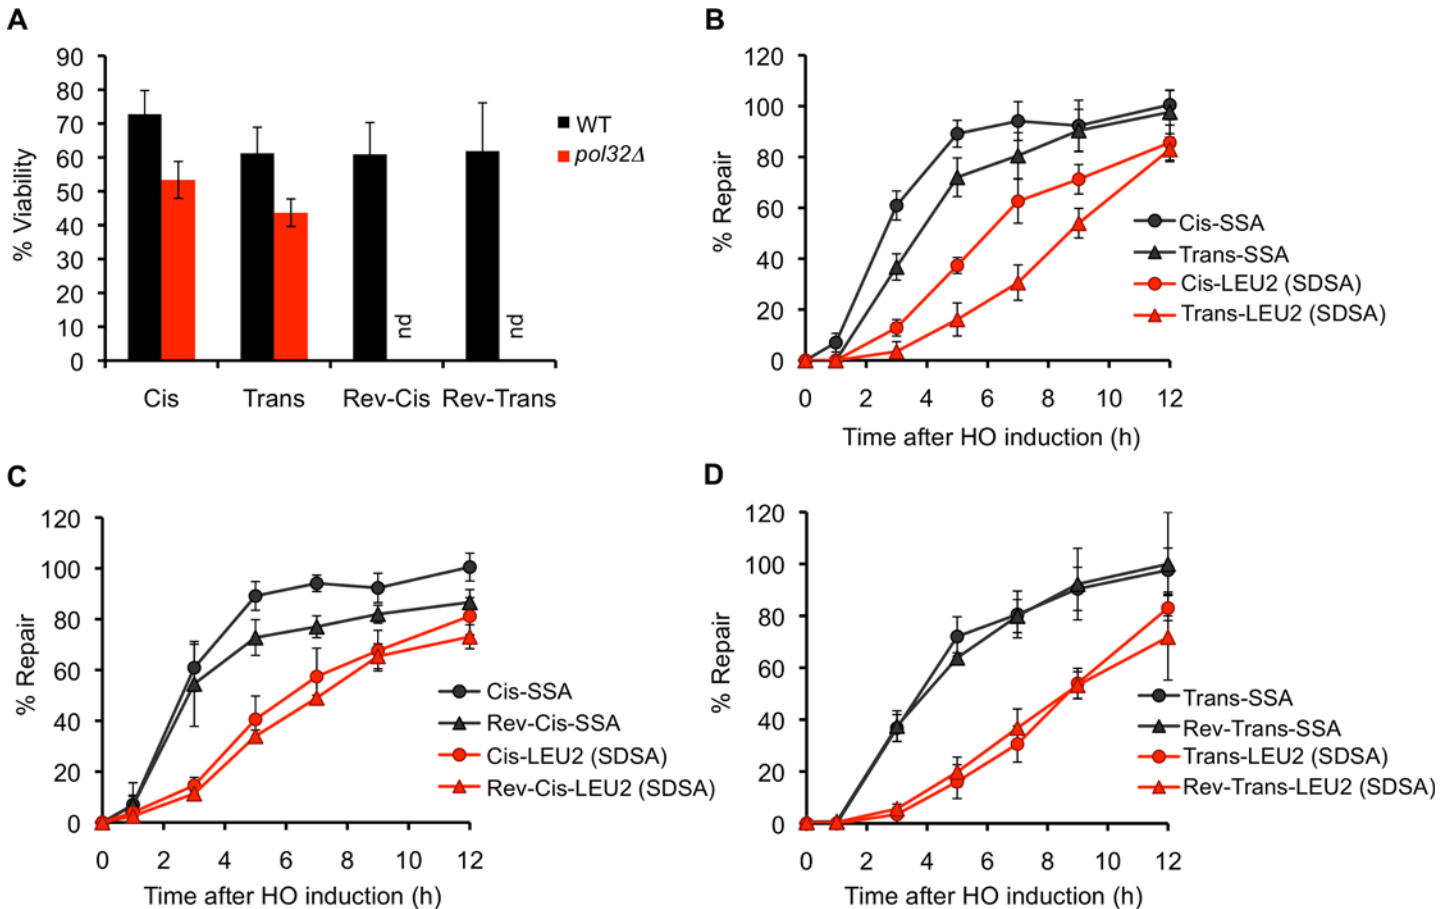 A
90
80
70
60
50
40
30
20
10
0
% Viability
WT
pol32Δ
nd
nd
Cis
Trans
Rev-Cis
Rev-Trans
B
120
100
80
60
40
20
0
% Repair
Cis-SSA
Trans-SSA
Cis-LEU2 (SDSA)
Trans-LEU2 (SDSA)
0 2 4 6 8 10 12
Time after HO induction (h)
C
120
100
80
60
40
20
0
% Repair
Cis-SSA
Rev-Cis-SSA
Cis-LEU2 (SDSA)
Rev-Cis-LEU2 (SDSA)
0 2 4 6 8 10 12
Time after HO induction (h)
D
120
100
80
60
40
20
0
% Repair
Trans-SSA
Rev-Trans-SSA
Trans-LEU2 (SDSA)
Rev-Trans-LEU2 (SDSA)
0 2 4 6 8 10 12
Time after HO induction (h)